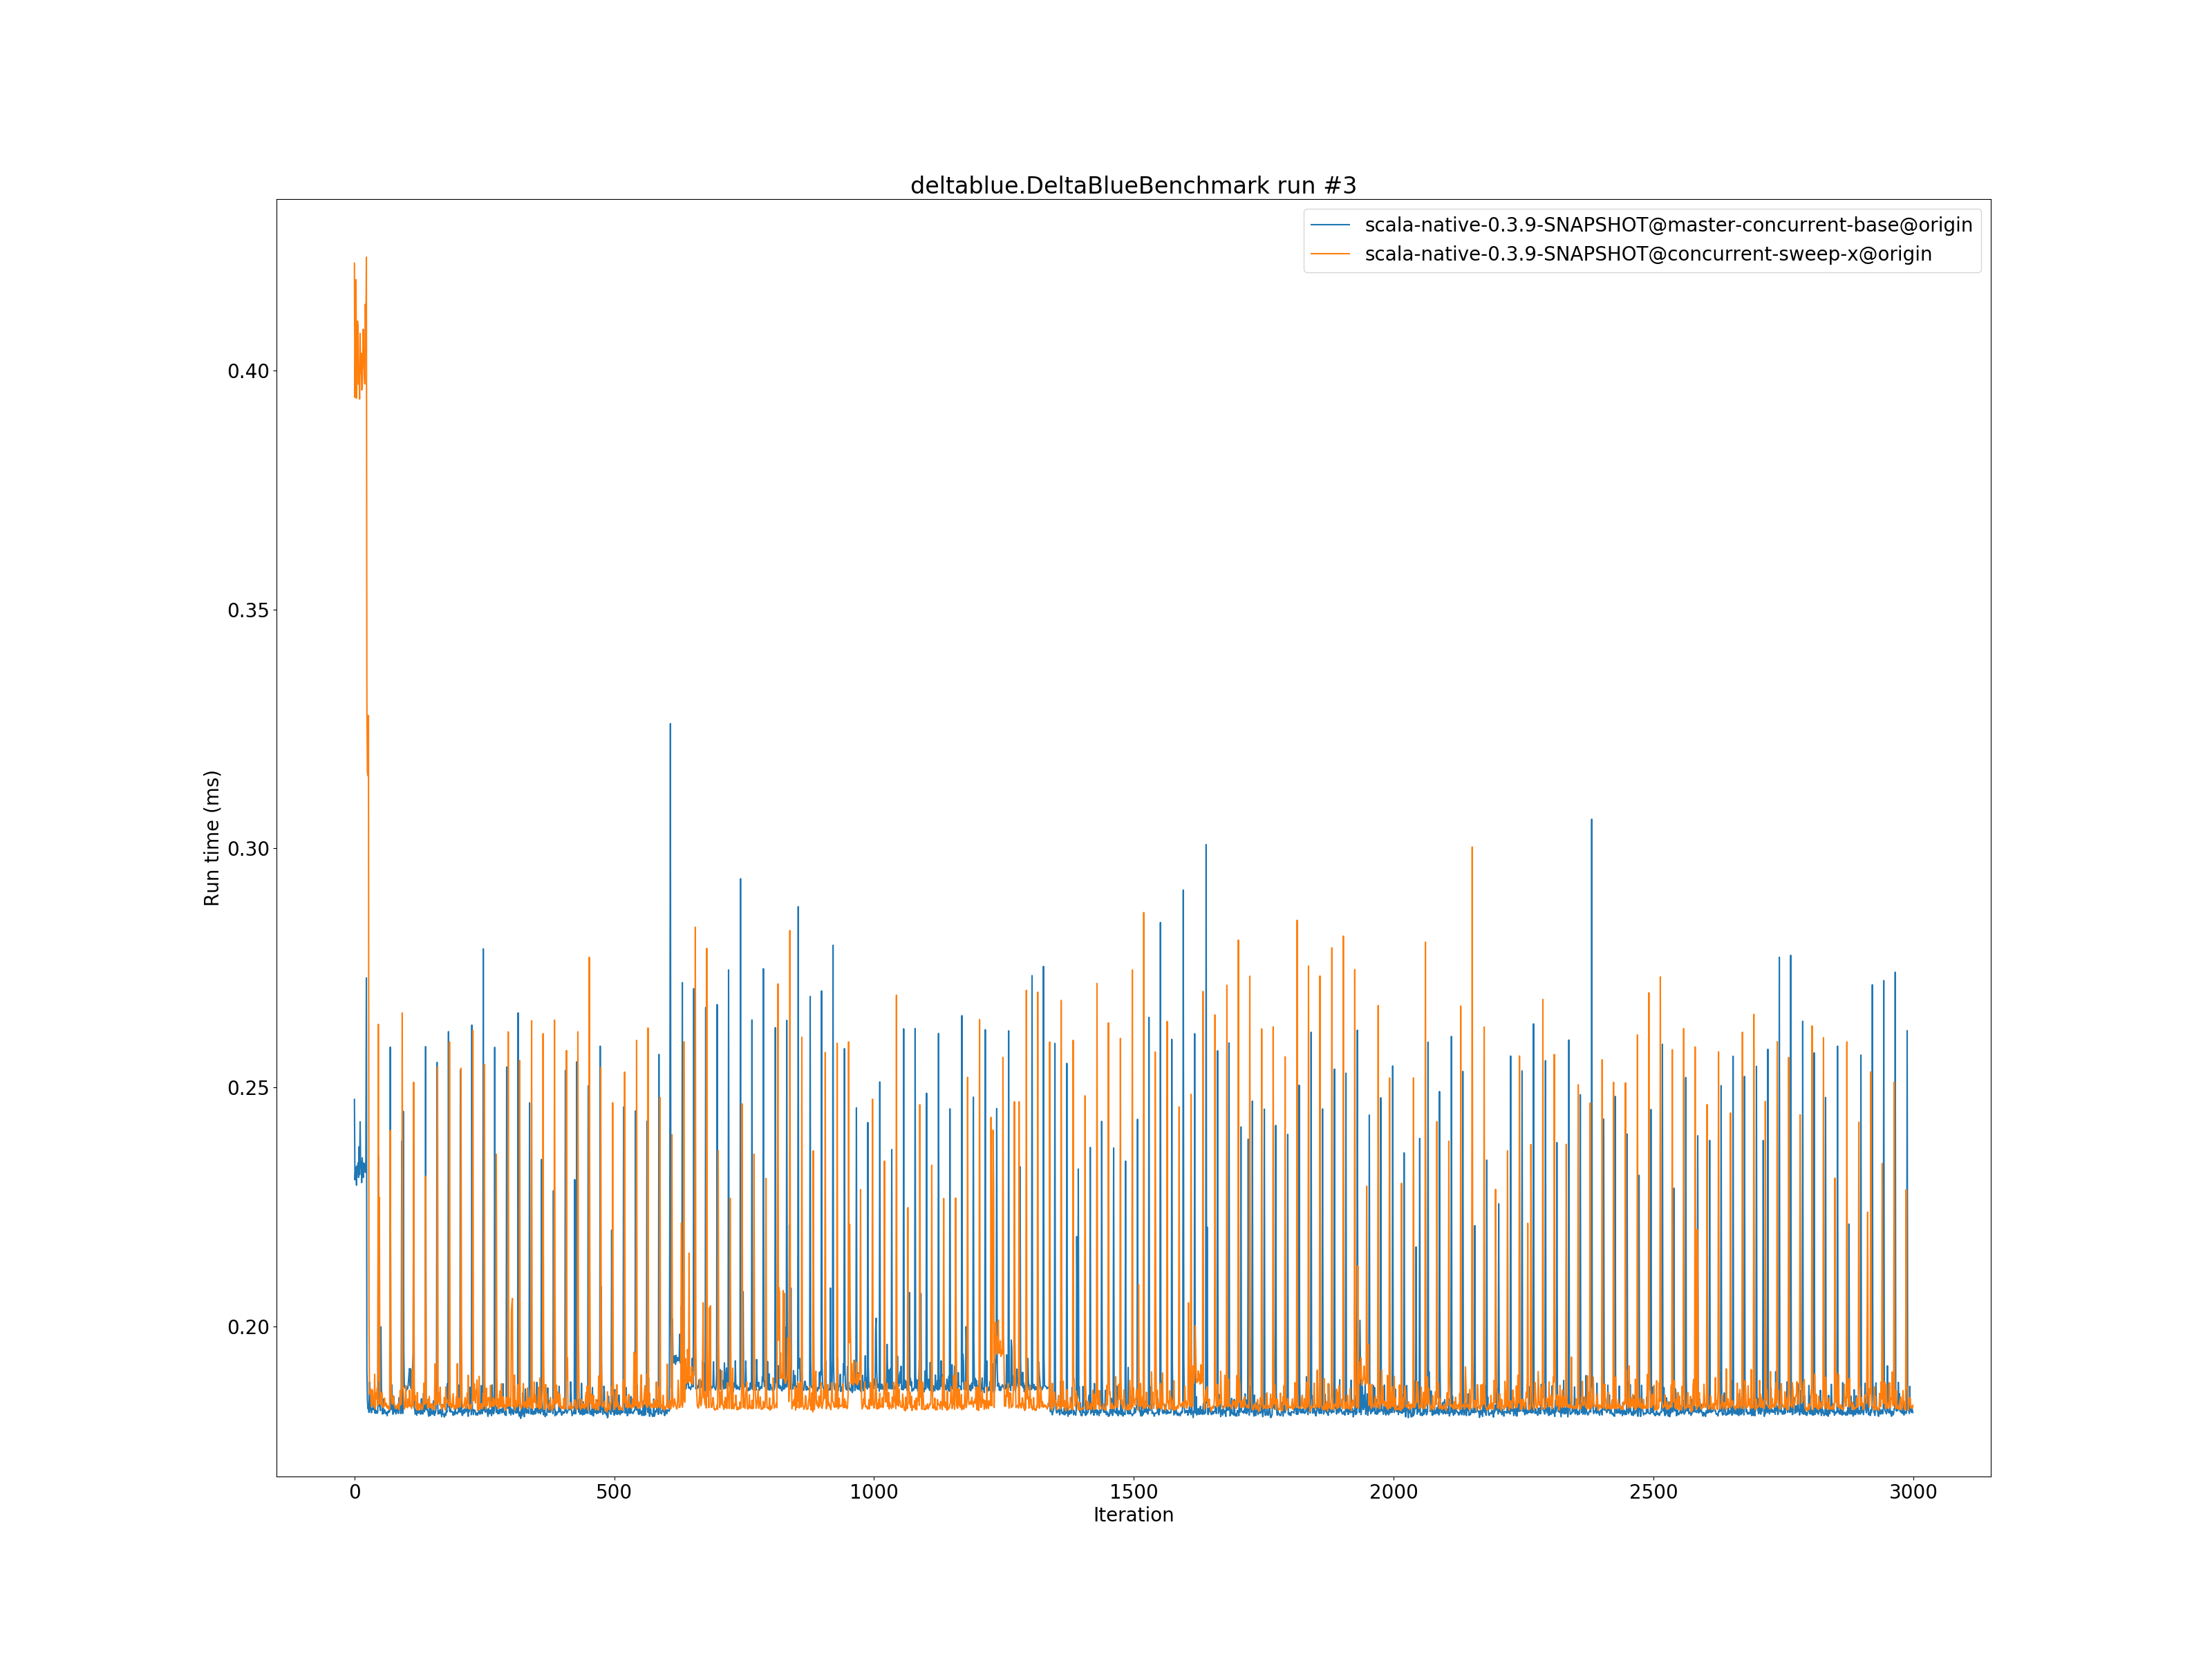 deltablue.DeltaBlueBenchmark run #3
scala-native-0.3.9-SNAPSHOT@master-concurrent-base@origin
scala-native-0.3.9-SNAPSHOT@concurrent-sweep-x@origin
Run time (ms)
0.40
0.35
0.30
0.25
0.20
0
500
1000
1500
2000
2500
3000
Iteration